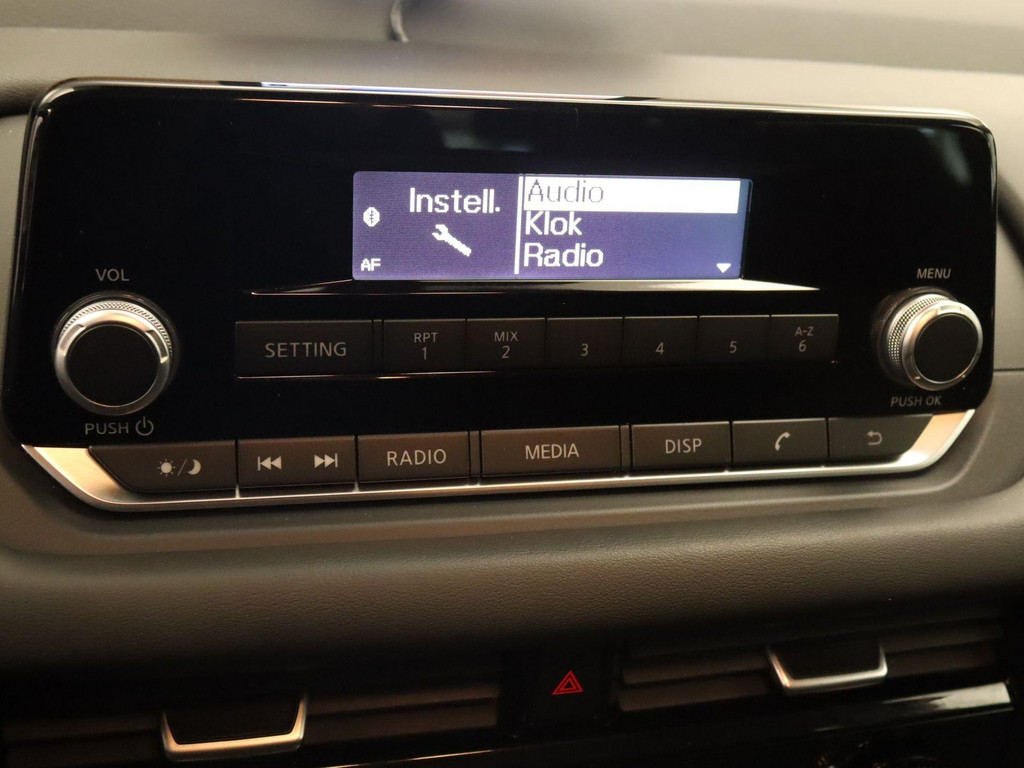 Instell.
AF
Audio
Klok
Radio
VOL
MENU
SETTING
RPT
1
MIX
2
3
4
5
A-Z
6
PUSH
PUSH OK
RADIO
MEDIA
DISP